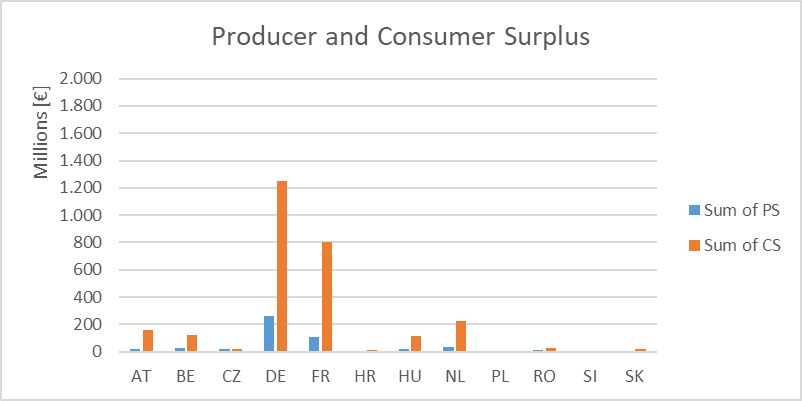 Producer and Consumer Surplus
Millions [€]
2.000
1.800
1.600
1.400
1.200
1.000
800
600
400
200
0
AT BE CZ DE FR HR HU NL PL RO SI SK
Sum of PS
Sum of CS